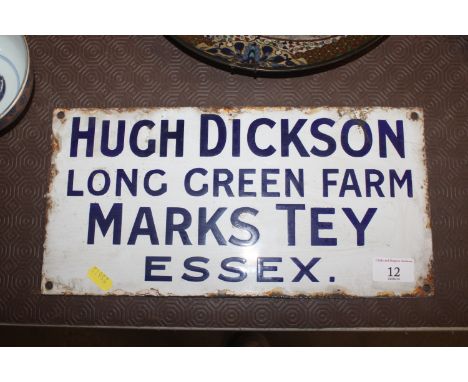 HUGH DICKSON
LONG GREEN FARM
MARKS TEY
ESSEX.
12